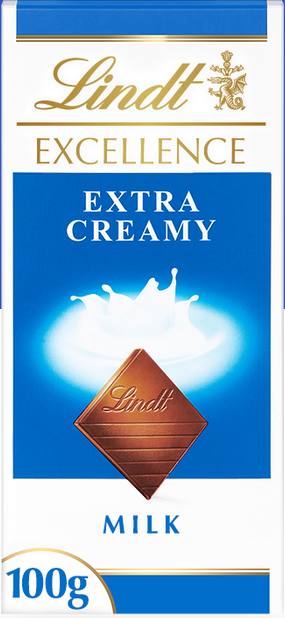 Lindt
EXCELLENCE
EXTRA
CREAMY
Lindt
MILK
100g